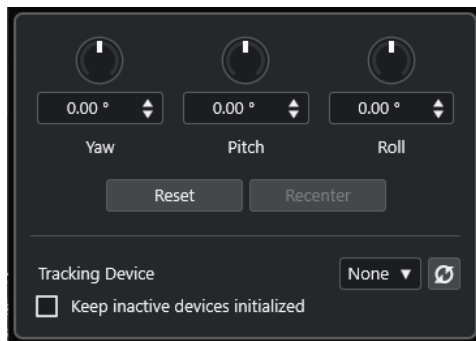 0.00 ° 0.00 ° 0.00 °
Yaw Pitch Roll
Reset Recenter
Tracking Device None ▼
Keep inactive devices initialized